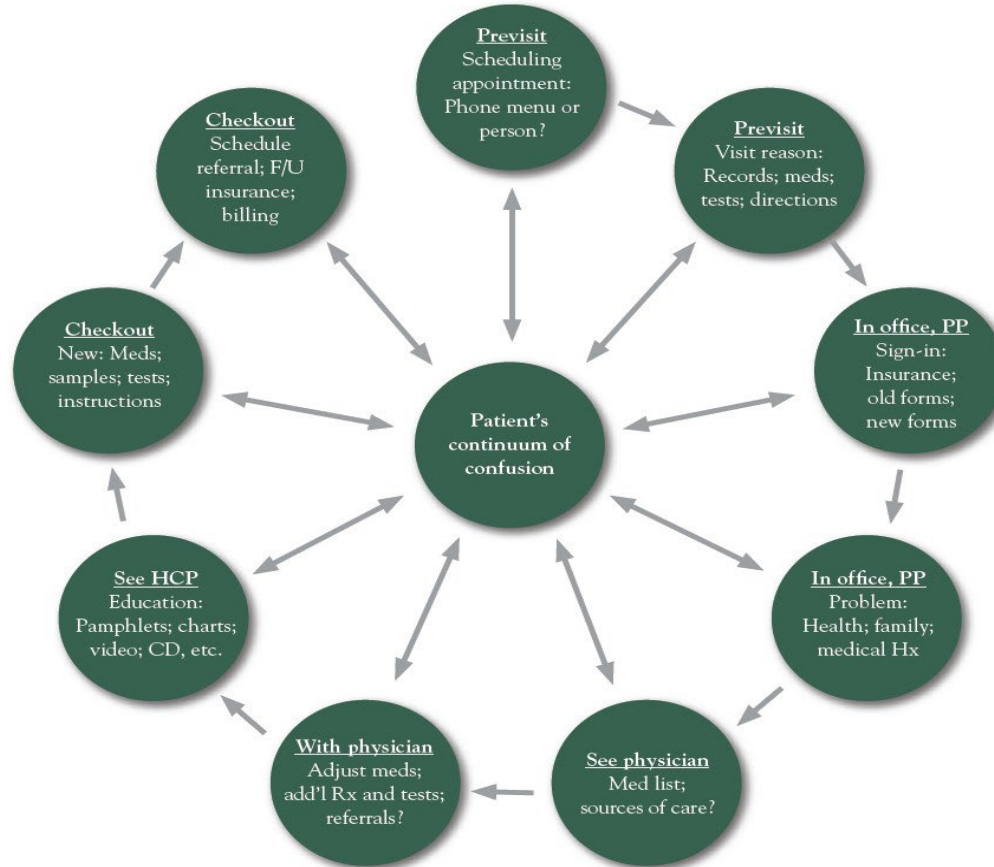 Previsit
Scheduling
appointment:
Phone menu or
person?
Previsit
Visit reason:
Records; meds;
tests; directions
In office, PP
Sign-in:
Insurance;
old forms;
new forms
In office, PP
Problem:
Health; family;
medical Hx
See physician
Med list;
sources of care?
With physician
Adjust meds;
add'l Rx and tests;
referrals?
See HCP
Education:
Pamphlets; charts;
video; CD, etc.
Checkout
New: Meds;
samples; tests;
instructions
Checkout
Schedule
referral; F/U
insurance;
billing
Patient's
continuum of
confusion